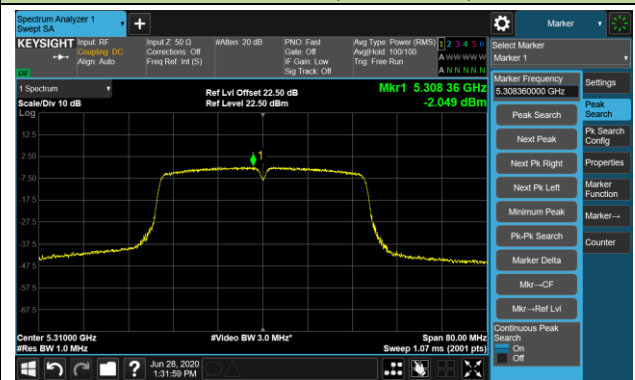 Spectrum Analyzer 1
Swept SA
Marker
KEYSIGHT
Input: RF
Coupling: DC
Align: Auto
Input Z: 50 Ω
Corrections: Off
Freq Ref: Int (S)
#Atten: 20 dB
PNO: Fast
Gate: Off
IF Gain: Low
Sig Track: Off
Avg Type: Power (RMS)
Avg|Hold: 100/100
Trig: Free Run
1 2 3 4 5 6
A W W W W W
A N N N N N
Select Marker
Marker 1
LW
1 Spectrum
Scale/Div 10 dB
Log
Ref Lvl Offset 22.50 dB
Ref Level 22.50 dBm
Mkr1 5.308 36 GHz
-2.049 dBm
12.5
2.50
-7.50
-17.5
-27.5
-37.5
-47.5
-57.5
-67.5
1
Center 5.31000 GHz
#Res BW 1.0 MHz
#Video BW 3.0 MHz*
Span 80.00 MHz
Sweep 1.07 ms (2001 pts)
Marker Frequency
5.308360000 GHz
Peak Search
Next Peak
Next Pk Right
Next Pk Left
Minimum Peak
Pk-Pk Search
Marker Delta
Mkr→CF
Mkr→Ref Lvl
Continuous Peak
Search
On
Off
Settings
Peak
Search
Pk Search
Config
Properties
Marker
Function
Marker→
Counter
?
Jun 28, 2020
1:31:59 PM